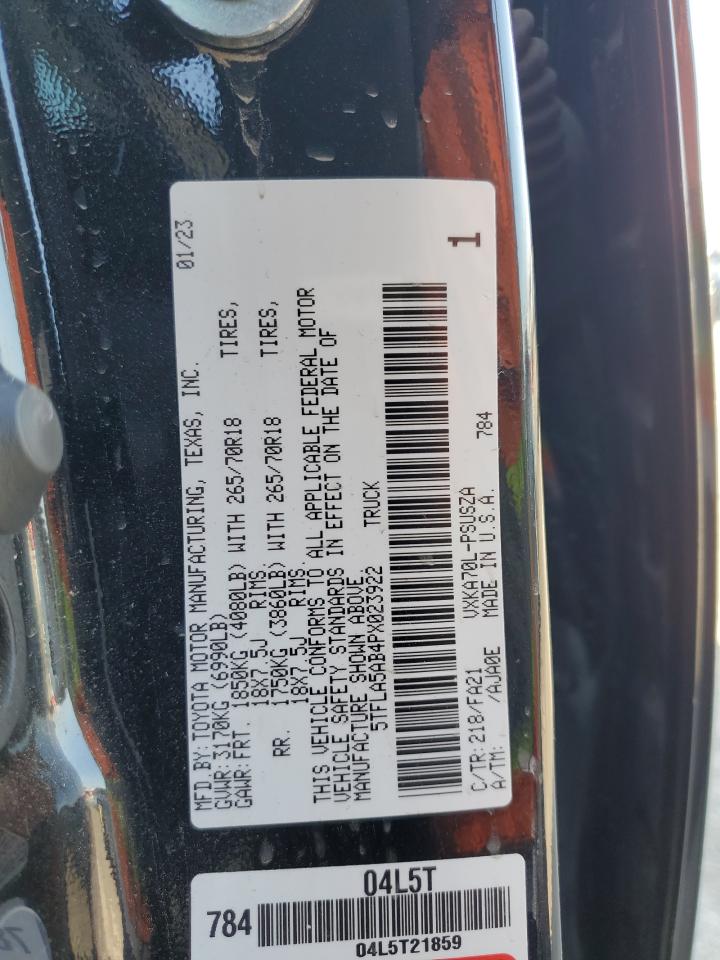 MFD.BY:TOYOTA MOTOR MANUFACTURING, TEXAS, INC. 01/23
GVWR:3170KG (6990LB)
GAWR:FRT. 1850KG (4080LB) WITH 265/70R18 TIRES,
18X7.5J RIMS
RR. 1750KG (3860LB) WITH 265/70R18 TIRES,
18X7.5J RIMS.
THIS VEHICLE CONFORMS TO ALL APPLICABLE FEDERAL MOTOR
VEHICLE SAFETY STANDARDS IN EFFECT ON THE DATE OF
MANUFACTURE SHOWN ABOVE.
5TFLA5AB4PX023922 TRUCK
1
C/TR:218/FA21 VXKA70L-PSUSZA
A/TM: /AJA0E MADE IN U.S.A. 784
04L5T
784
04L5T21859